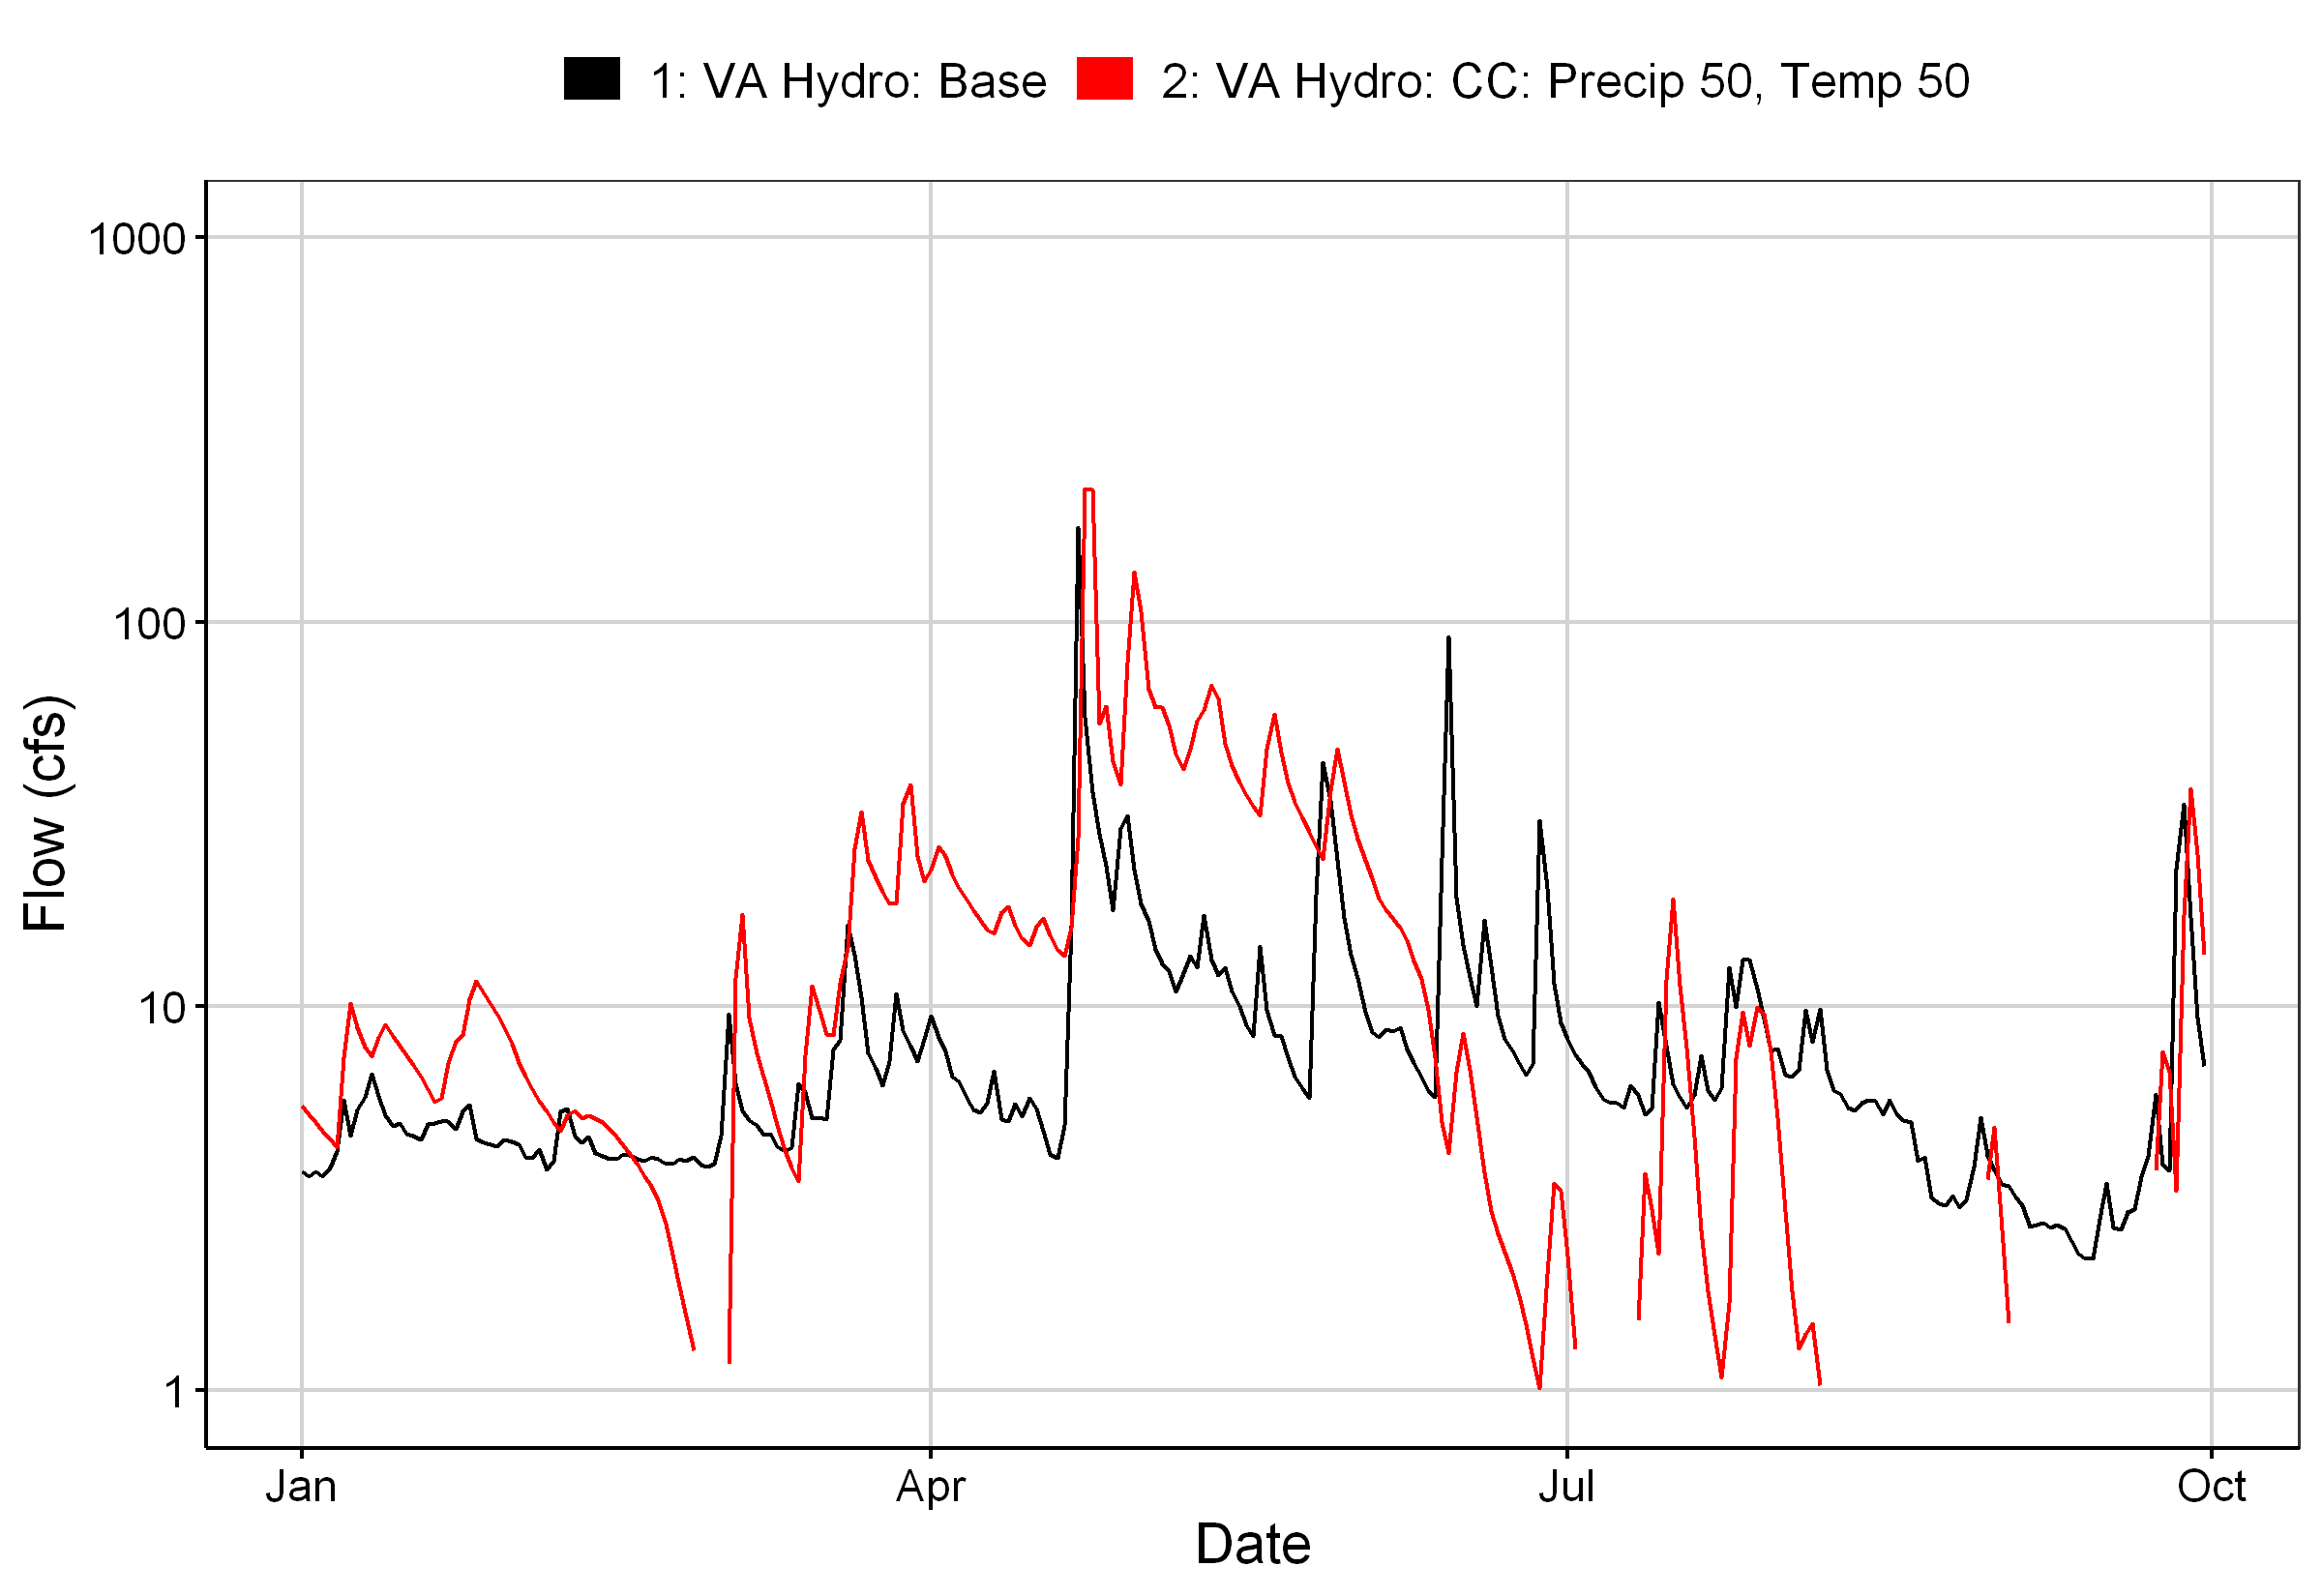 1: VA Hydro: Base 2: VA Hydro: CC: Precip 50, Temp 50
1000
100
10
1
Flow (cfs)
Jan Apr Jul Oct
Date